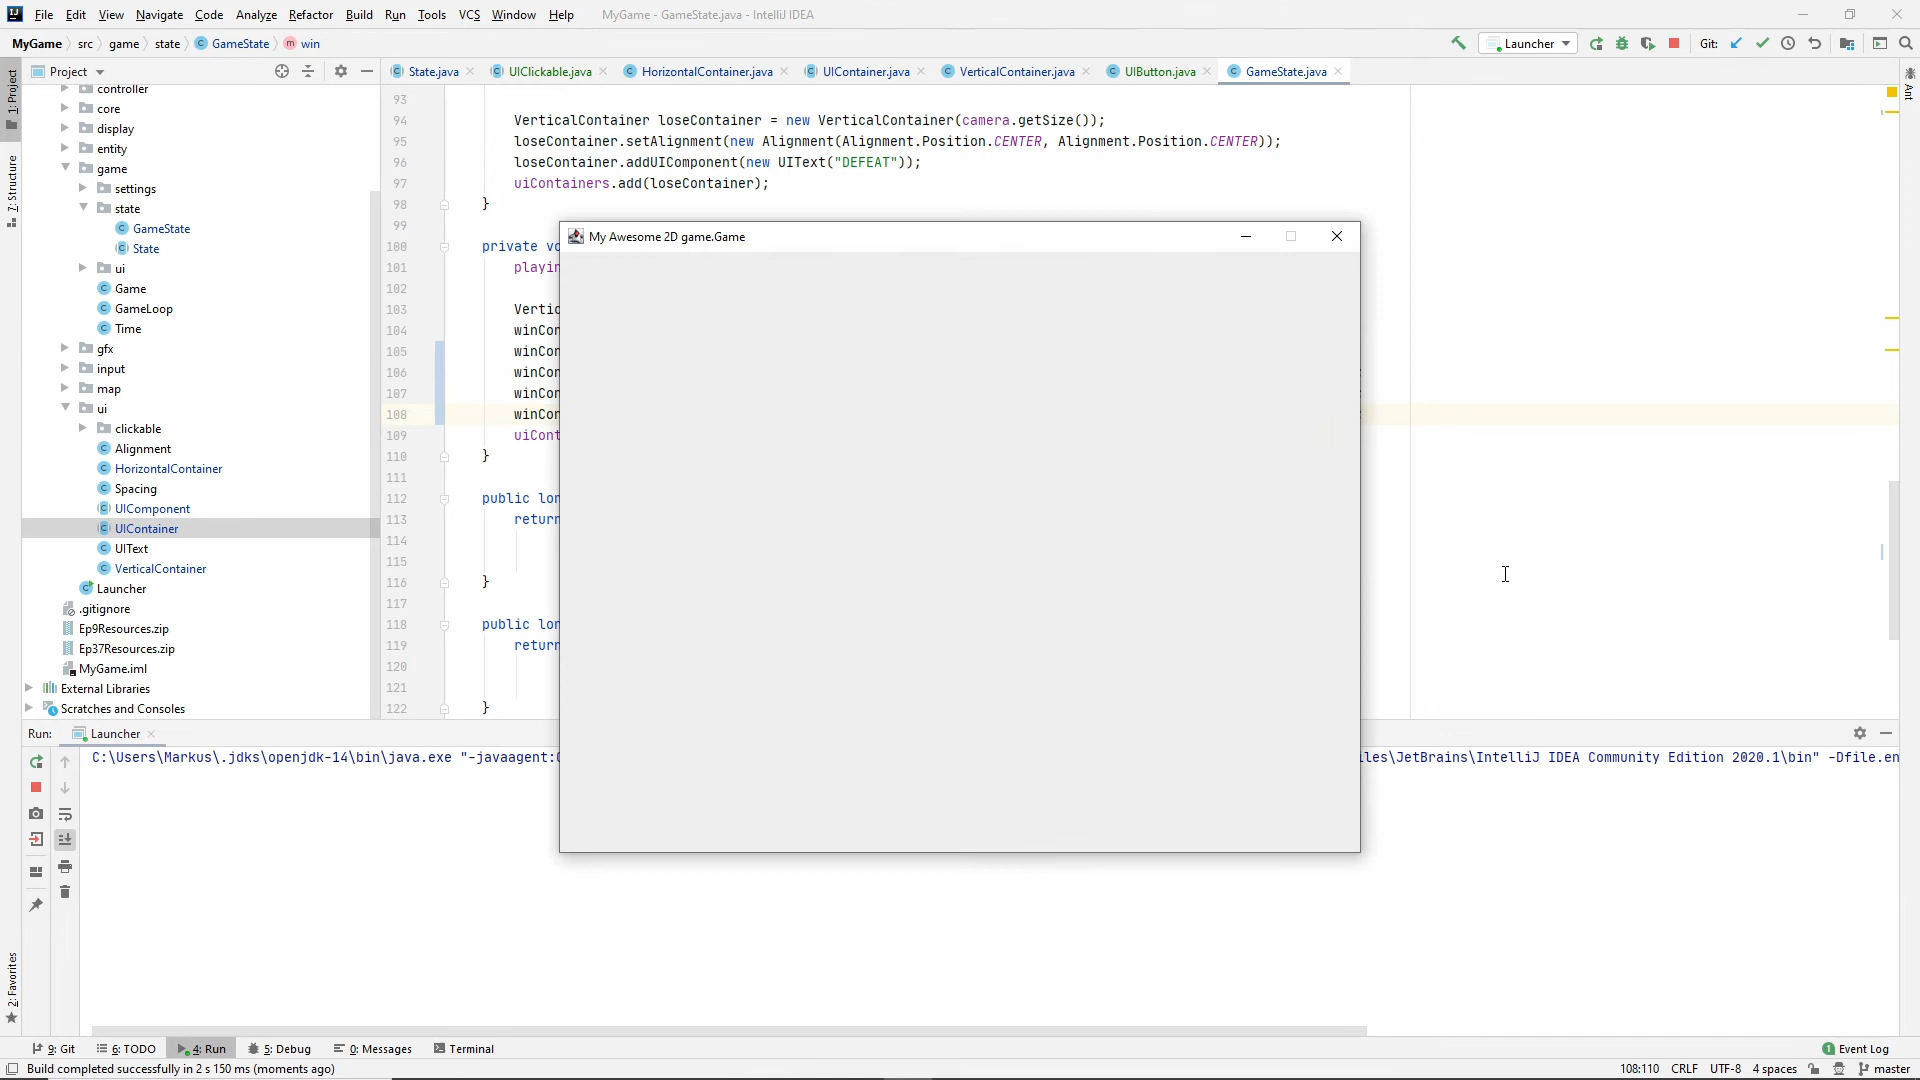 File Edit View Navigate Code Analyze Refactor Build Run Tools VCS Window Help MyGame - GameState.java - IntelliJ IDEA
MyGame src game state GameState win Launcher Git:
Project
State.java UIClickable.java HorizontalContainer.java UIContainer.java VerticalContainer.java UIButton.java GameState.java
1: Project
7: Structure
2: Favorites
Ant
controller
core
display
entity
game
settings
state
GameState
State
ui
Game
GameLoop
Time
gfx
input
map
ui
clickable
Alignment
HorizontalContainer
Spacing
UIComponent
UIContainer
UIText
VerticalContainer
Launcher
.gitignore
Ep9Resources.zip
Ep37Resources.zip
MyGame.iml
External Libraries
Scratches and Consoles
93
94 VerticalContainer loseContainer = new VerticalContainer(camera.getSize());
95 loseContainer.setAlignment(new Alignment(Alignment.Position.CENTER, Alignment.Position.CENTER));
96 loseContainer.addUIComponent(new UIText("DEFEAT"));
97 uiContainers.add(loseContainer);
98 }
99
100 private vo
101 playin
102
103 Vertic
104 winCon
105 winCon
106 winCon
107 winCon
108 winCon
109 uiCont
110 }
111
112 public lon
113 return
114
115
116 }
117
118 public lon
119 return
120
121
122 }
My Awesome 2D game.Game
Run: Launcher
C:\Users\Markus\.jdks\openjdk-14\bin\java.exe "-javaagent:C iles\JetBrains\IntelliJ IDEA Community Edition 2020.1\bin" -Dfile.en
9: Git 6: TODO 4: Run 5: Debug 0: Messages Terminal 1 Event Log
Build completed successfully in 2 s 150 ms (moments ago) 108:110 CRLF UTF-8 4 spaces master